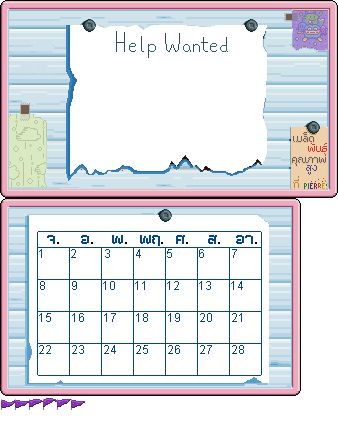 Help Wanted
เมล็ด
พันธุ์
คุณภาพ
สูง
ที่
PIERRE'
จ. อ. พ. พฤ. ศ. ส. อา.
1 2 3 4 5 6 7
8 9 10 11 12 13 14
15 16 17 18 19 20 21
22 23 24 25 26 27 28